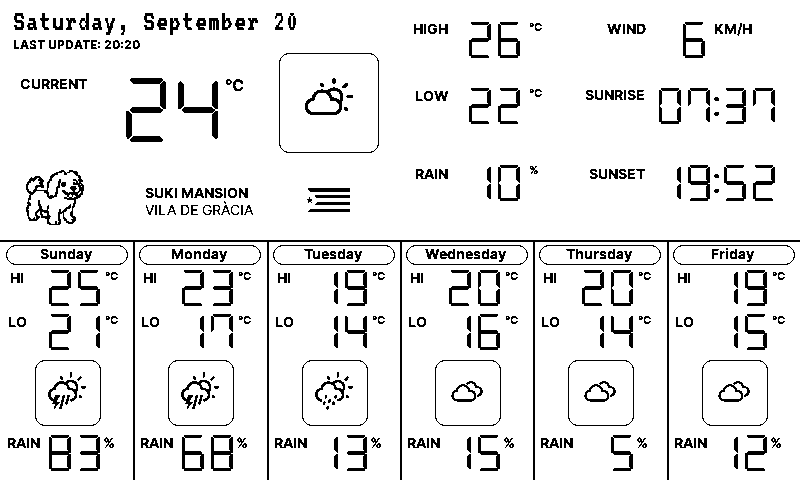 Saturday, September 20
LAST UPDATE: 20:20
CURRENT 24 °C
HIGH 26 °C
WIND 6 KM/H
LOW 22 °C
SUNRISE 07:37
RAIN 10 %
SUNSET 19:52
SUKI MANSION
VILA DE GRÀCIA
Sunday
HI 25 °C
LO 21 °C
RAIN 83 %
Monday
HI 23 °C
LO 17 °C
RAIN 68 %
Tuesday
HI 19 °C
LO 14 °C
RAIN 13 %
Wednesday
HI 20 °C
LO 16 °C
RAIN 15 %
Thursday
HI 20 °C
LO 14 °C
RAIN 5 %
Friday
HI 19 °C
LO 15 °C
RAIN 12 %